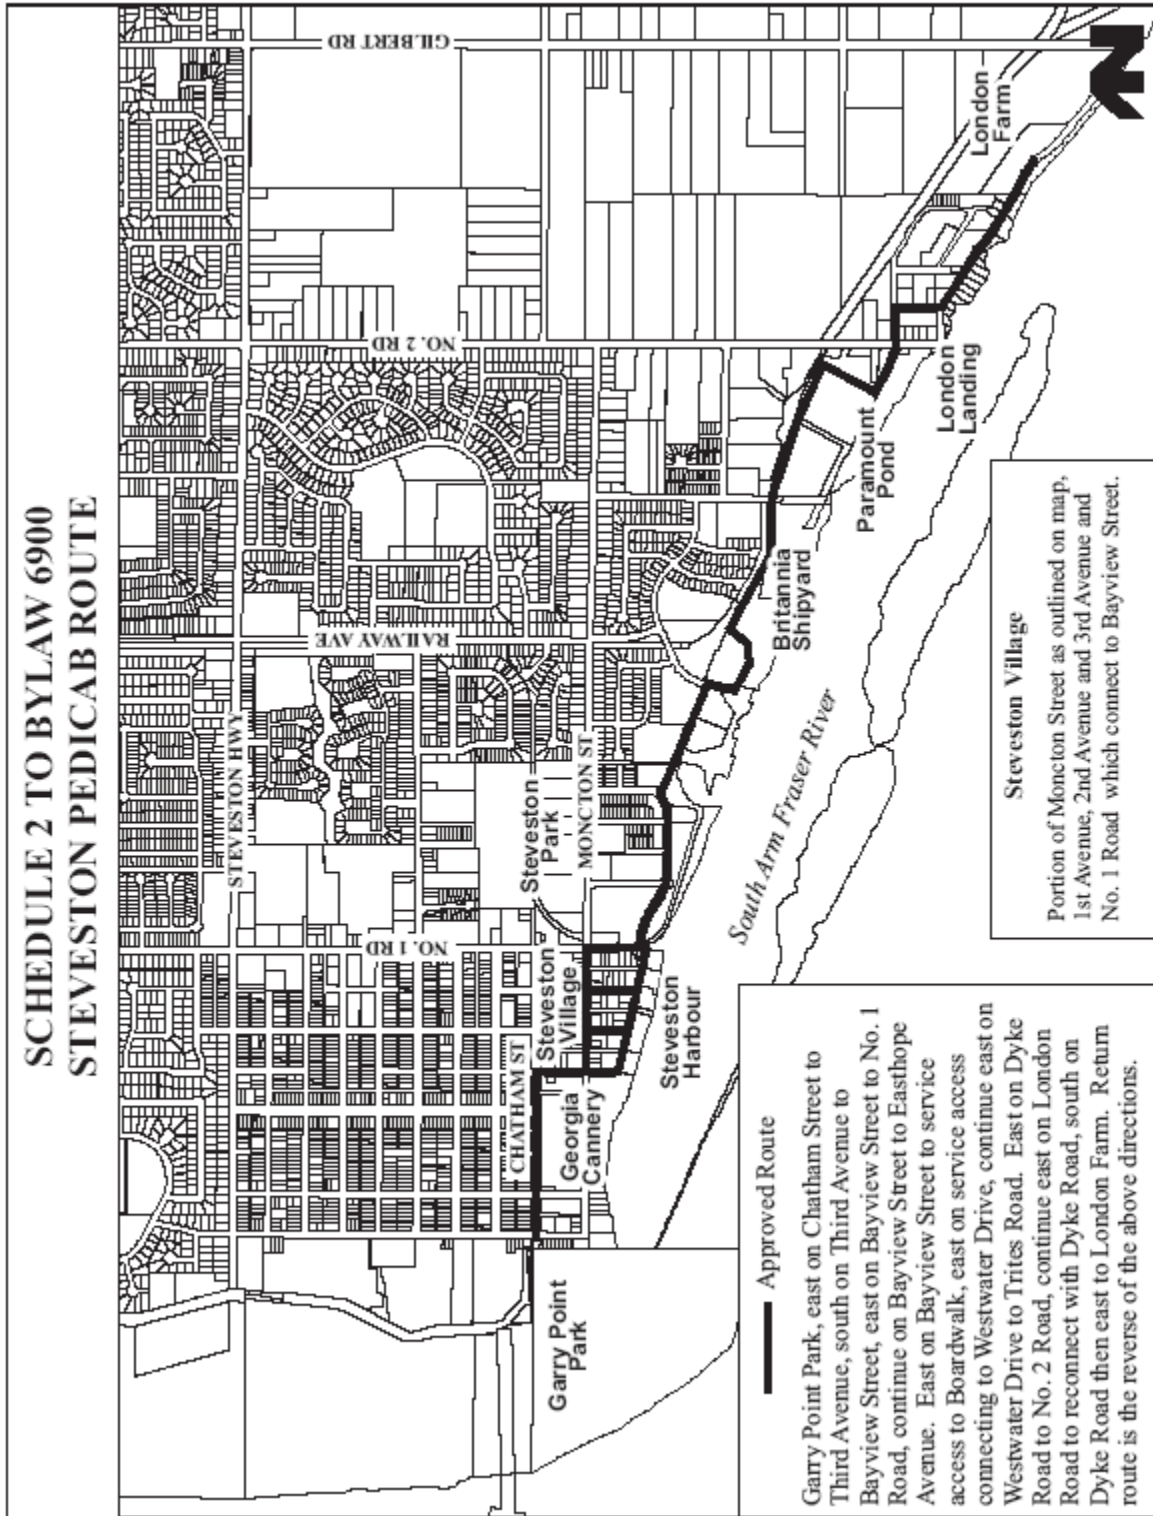 SCHEDULE 2 TO BYLAW 6900
STEVESTON PEDICAB ROUTE
GILBERT RD
NO. 2 RD
RAILWAY AVE
STEVESTON HWY
NO. 1 RD
CHATHAM ST
MONCTON ST
Garry Point
Park
Georgia
Cannery
Steveston
Village
Steveston
Park
Steveston
Harbour
Britannia
Shipyard
Paramount
Pond
London
Landing
London
Farm
South Arm Fraser River
N
Approved Route
Garry Point Park, east on Chatham Street to
Third Avenue, south on Third Avenue to
Bayview Street, east on Bayview Street to No. 1
Road, continue on Bayview Street to Easthope
Avenue. East on Bayview Street to service
access to Boardwalk, east on service access
connecting to Westwater Drive, continue east on
Westwater Drive to Trites Road. East on Dyke
Road to No. 2 Road, continue east on London
Road to reconnect with Dyke Road, south on
Dyke Road then east to London Farm. Return
route is the reverse of the above directions.
Steveston Village
Portion of Moncton Street as outlined on map,
1st Avenue, 2nd Avenue and 3rd Avenue and
No. 1 Road which connect to Bayview Street.